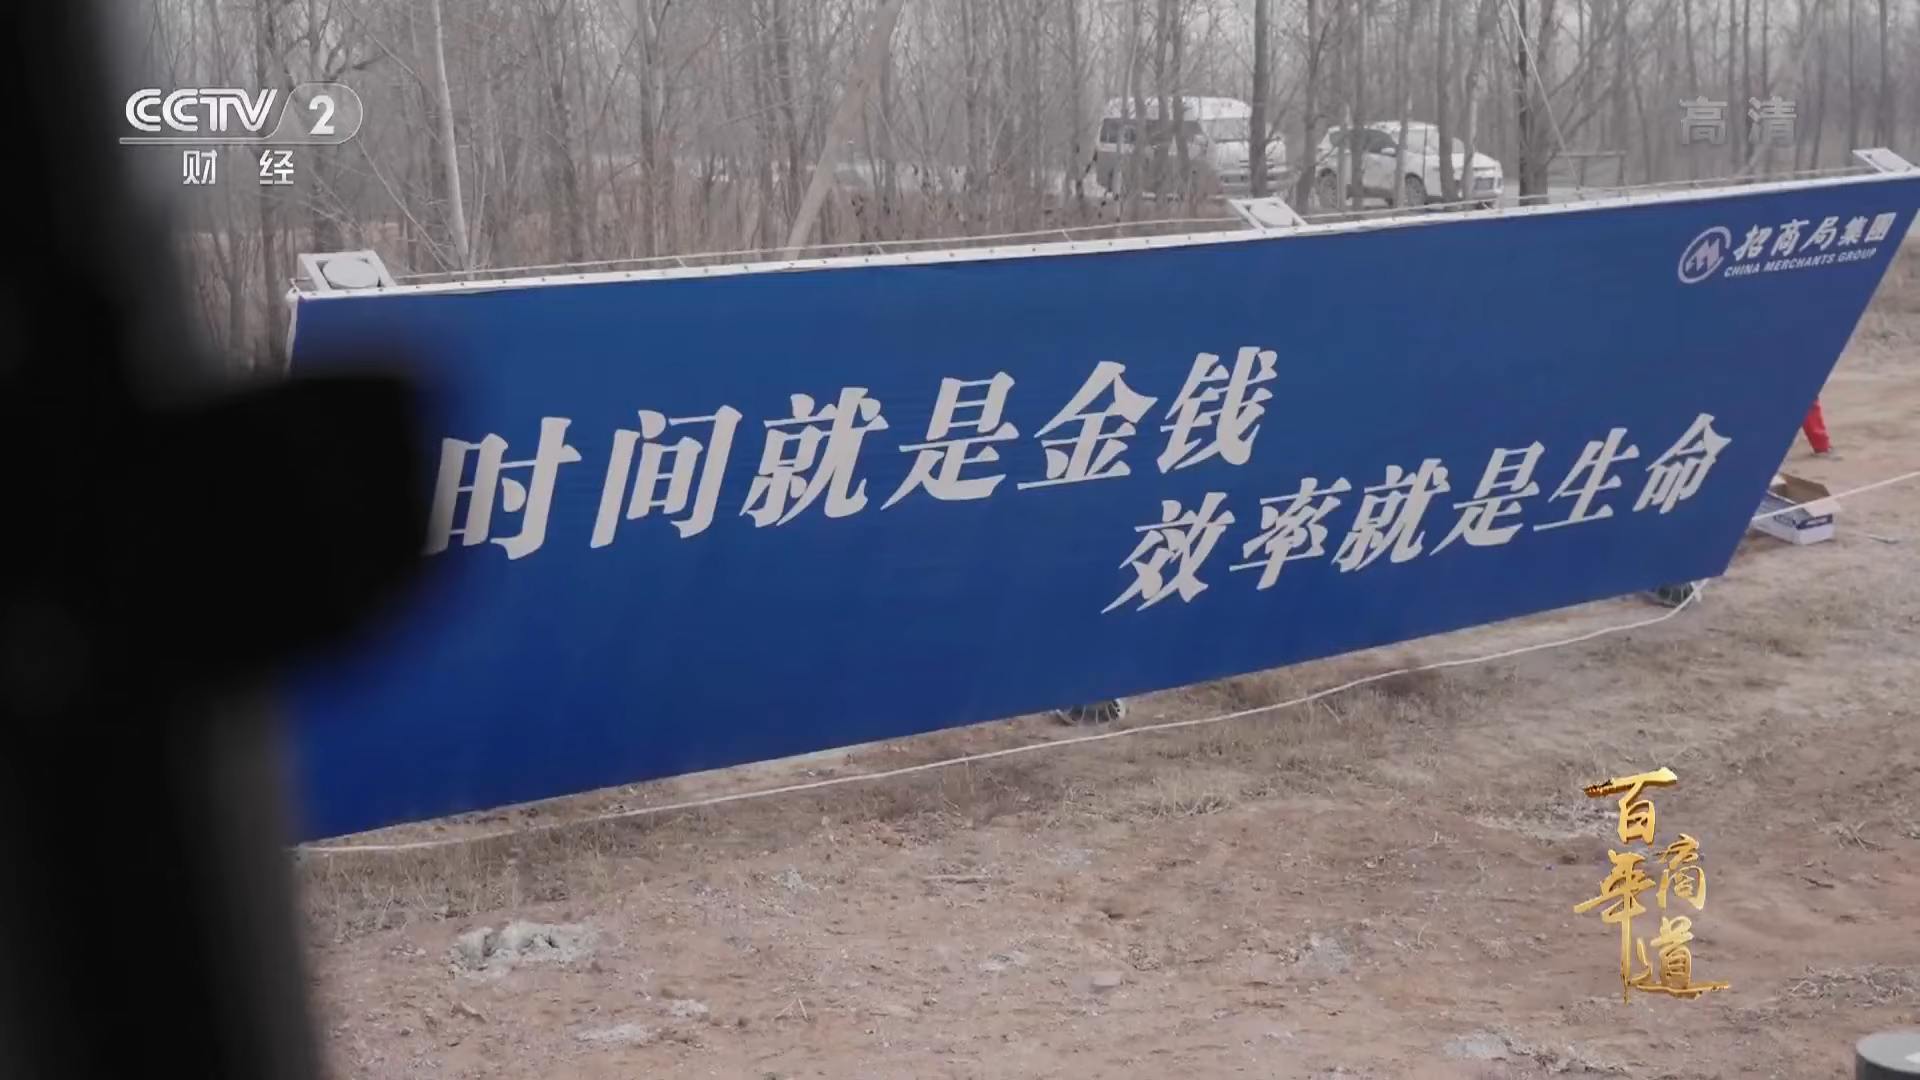 CCTV 2
财 经
高 清
招商局集團
CHINA MERCHANTS GROUP
时间就是金钱
效率就是生命
百年商道